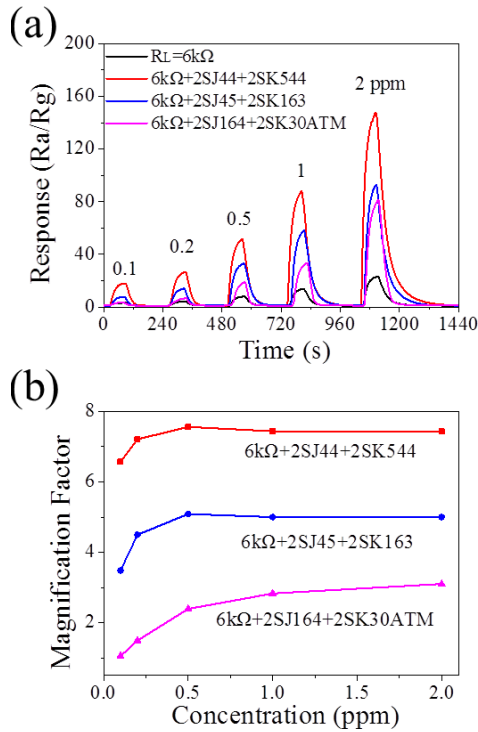 (a)
200
160
120
80
40
0
Response (Ra/Rg)
RL=6kΩ
6kΩ+2SJ44+2SK544
6kΩ+2SJ45+2SK163
6kΩ+2SJ164+2SK30ATM
0.1
0.2
0.5
1
2 ppm
0 240 480 720 960 1200 1440
Time (s)
(b)
8
6
4
2
Magnification Factor
6kΩ+2SJ44+2SK544
6kΩ+2SJ45+2SK163
6kΩ+2SJ164+2SK30ATM
0.0 0.5 1.0 1.5 2.0
Concentration (ppm)